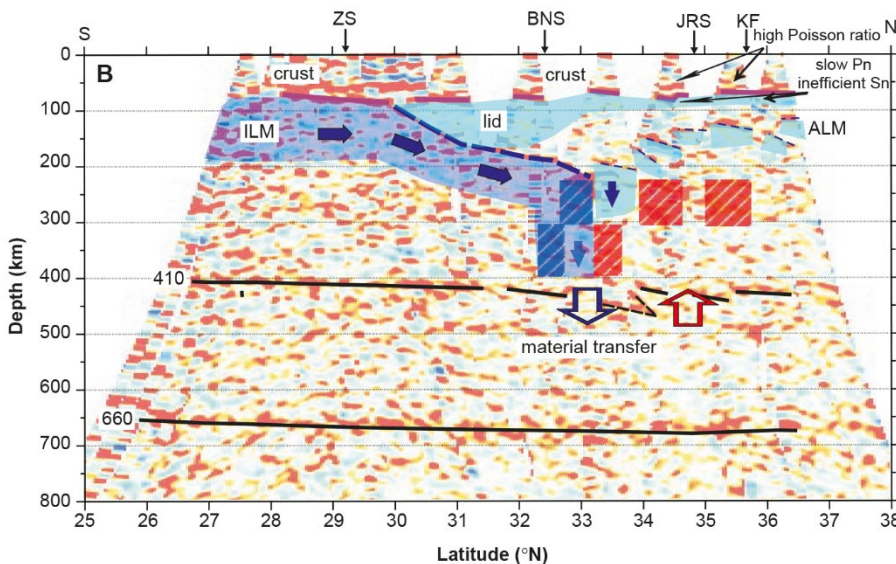 S ZS BNS JRS KF N
high Poisson ratio
B crust crust
slow Pn
inefficient Sn
ILM lid ALM
410
material transfer
660
0
100
200
300
400
500
600
700
800
Depth (km)
25 26 27 28 29 30 31 32 33 34 35 36 37 38
Latitude (°N)